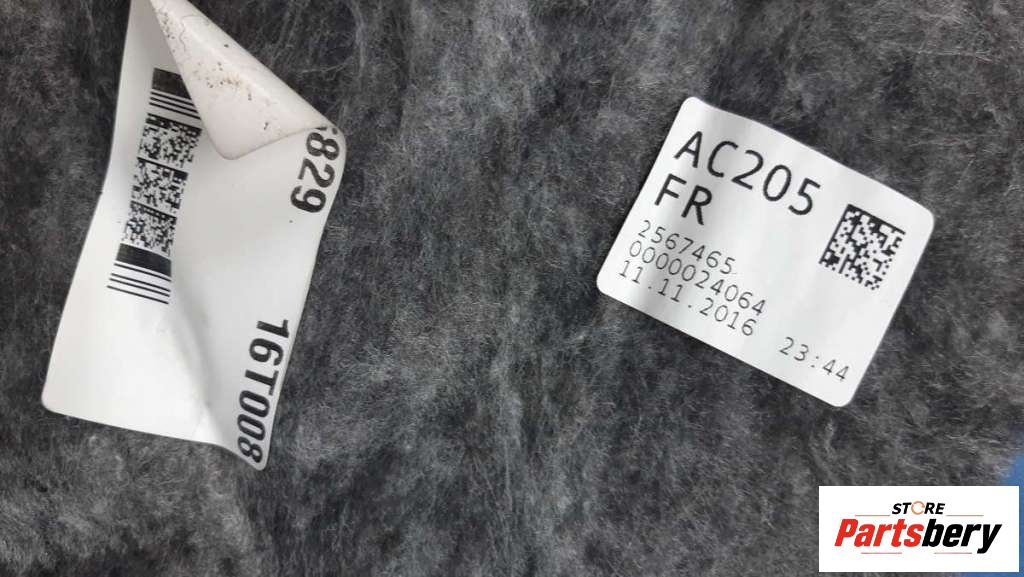 829
16T008
AC205
FR
2567465
0000024064
11.11.2016 23:44
STORE
Partsbery